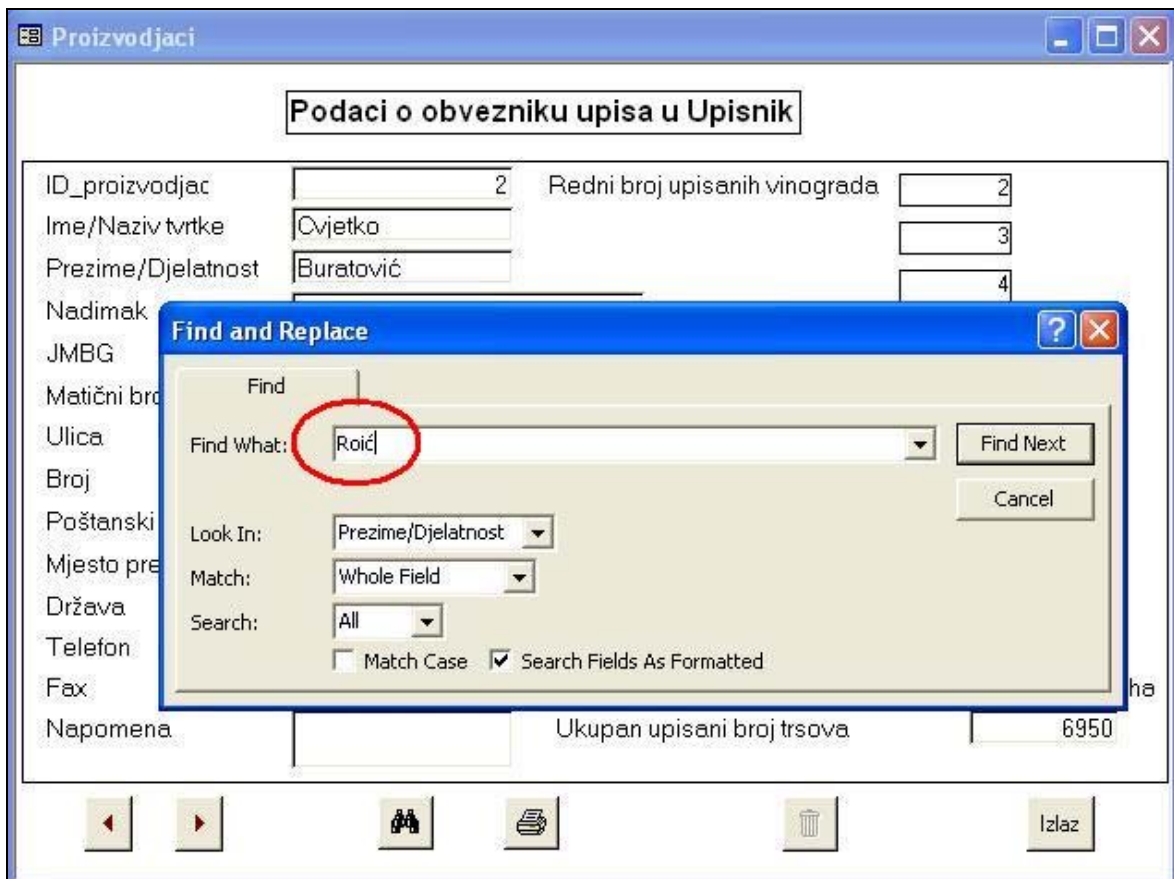 Proizvodjaci
Podaci o obvezniku upisa u Upisnik
ID_proizvodjac 2 Redni broj upisanih vinograda 2
Ime/Naziv tvrtke Cvjetko 3
Prezime/Djelatnost Buratović 4
Nadimak
Find and Replace
JMBG
Find
Matični bro
Ulica
Find What: Roić Find Next
Broj
Cancel
Poštanski
Look In: Prezime/Djelatnost
Mjesto pre
Match: Whole Field
Država
Search: All
Telefon
Match Case Search Fields As Formatted
Fax ha
Napomena Ukupan upisani broj trsova 6950
Izlaz